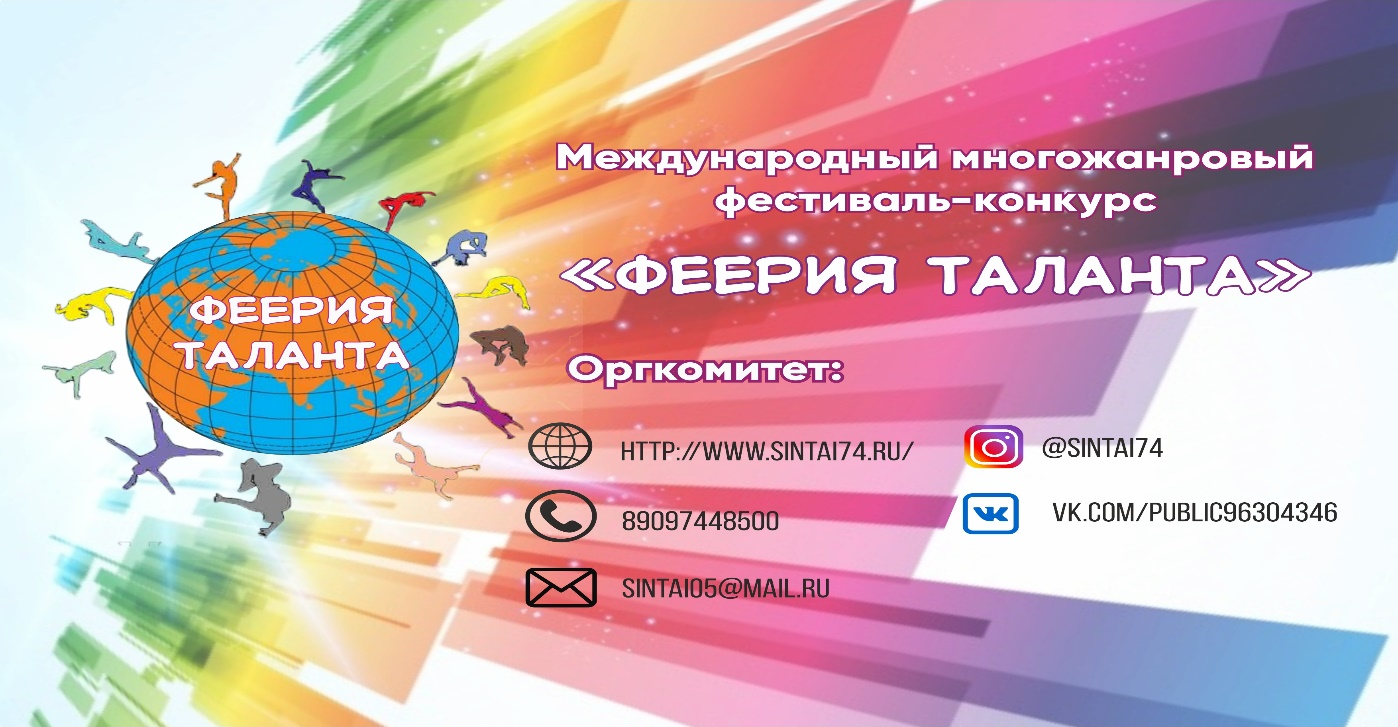 Международный многожанровый
фестиваль-конкурс
«ФЕЕРИЯ ТАЛАНТА»
ФЕЕРИЯ
ТАЛАНТА
Оргкомитет:
HTTP://WWW.SINTAI74.RU/
@SINTAI74
89097448500
VK.COM/PUBLIC96304346
SINTAI05@MAIL.RU